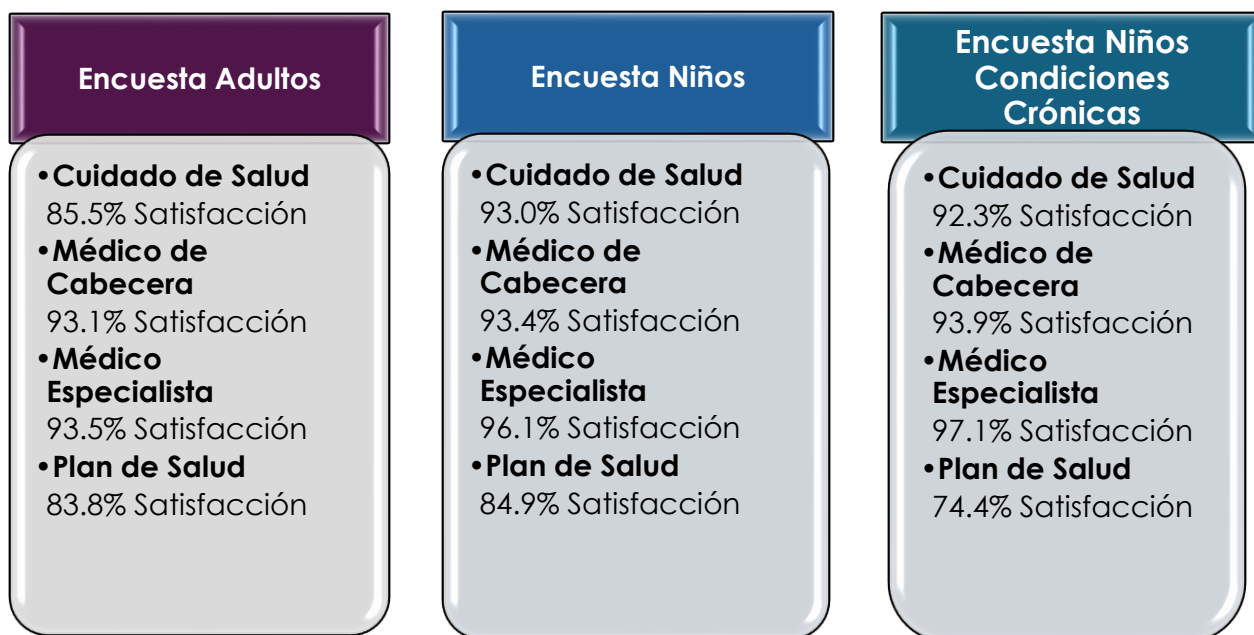 Encuesta Adultos
•Cuidado de Salud
85.5% Satisfacción
•Médico de
Cabecera
93.1% Satisfacción
•Médico
Especialista
93.5% Satisfacción
•Plan de Salud
83.8% Satisfacción
Encuesta Niños
•Cuidado de Salud
93.0% Satisfacción
•Médico de
Cabecera
93.4% Satisfacción
•Médico
Especialista
96.1% Satisfacción
•Plan de Salud
84.9% Satisfacción
Encuesta Niños
Condiciones
Crónicas
•Cuidado de Salud
92.3% Satisfacción
•Médico de
Cabecera
93.9% Satisfacción
•Médico
Especialista
97.1% Satisfacción
•Plan de Salud
74.4% Satisfacción